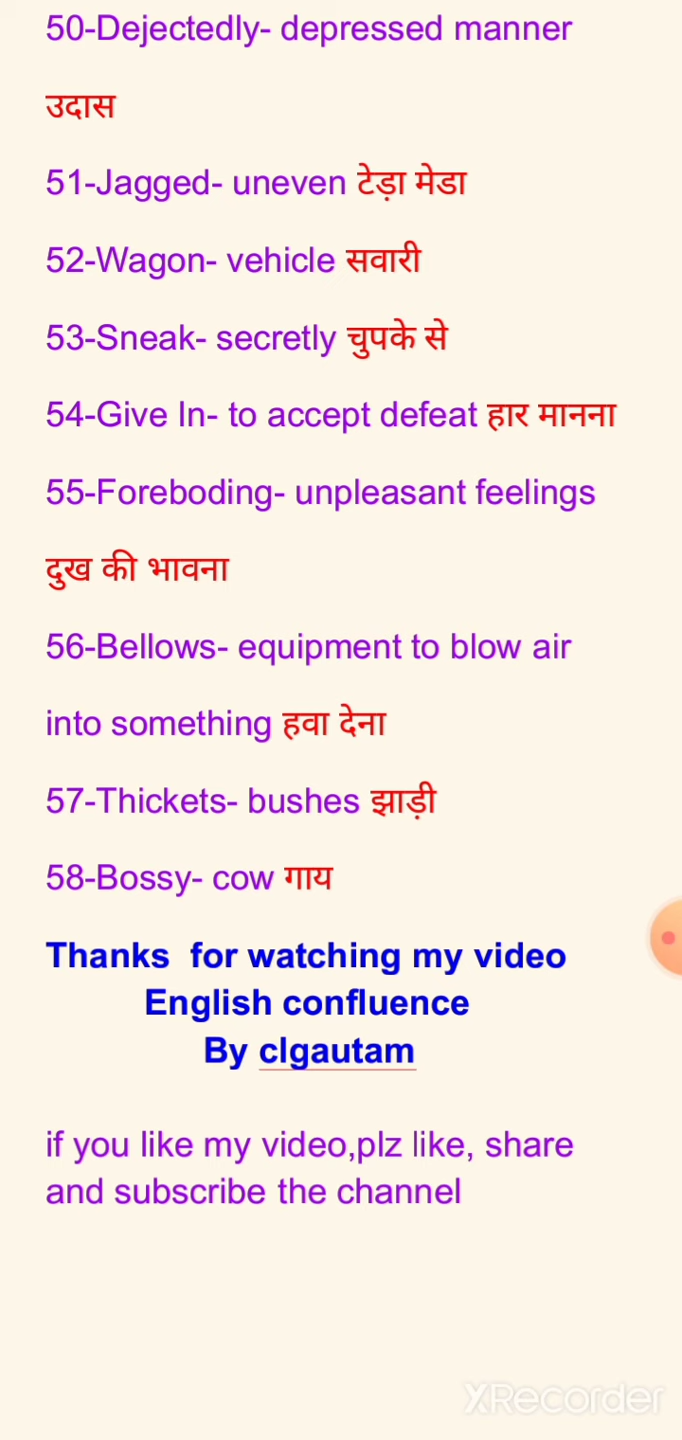 50-Dejectedly- depressed manner
उदास
51-Jagged- uneven टेड़ा मेडा
52-Wagon- vehicle सवारी
53-Sneak- secretly चुपके से
54-Give In- to accept defeat हार मानना
55-Foreboding- unpleasant feelings
दुख की भावना
56-Bellows- equipment to blow air
into something हवा देना
57-Thickets- bushes झाड़ी
58-Bossy- cow गाय
Thanks  for watching my video
English confluence
By clgautam
if you like my video,plz like, share
and subscribe the channel
XRecorder